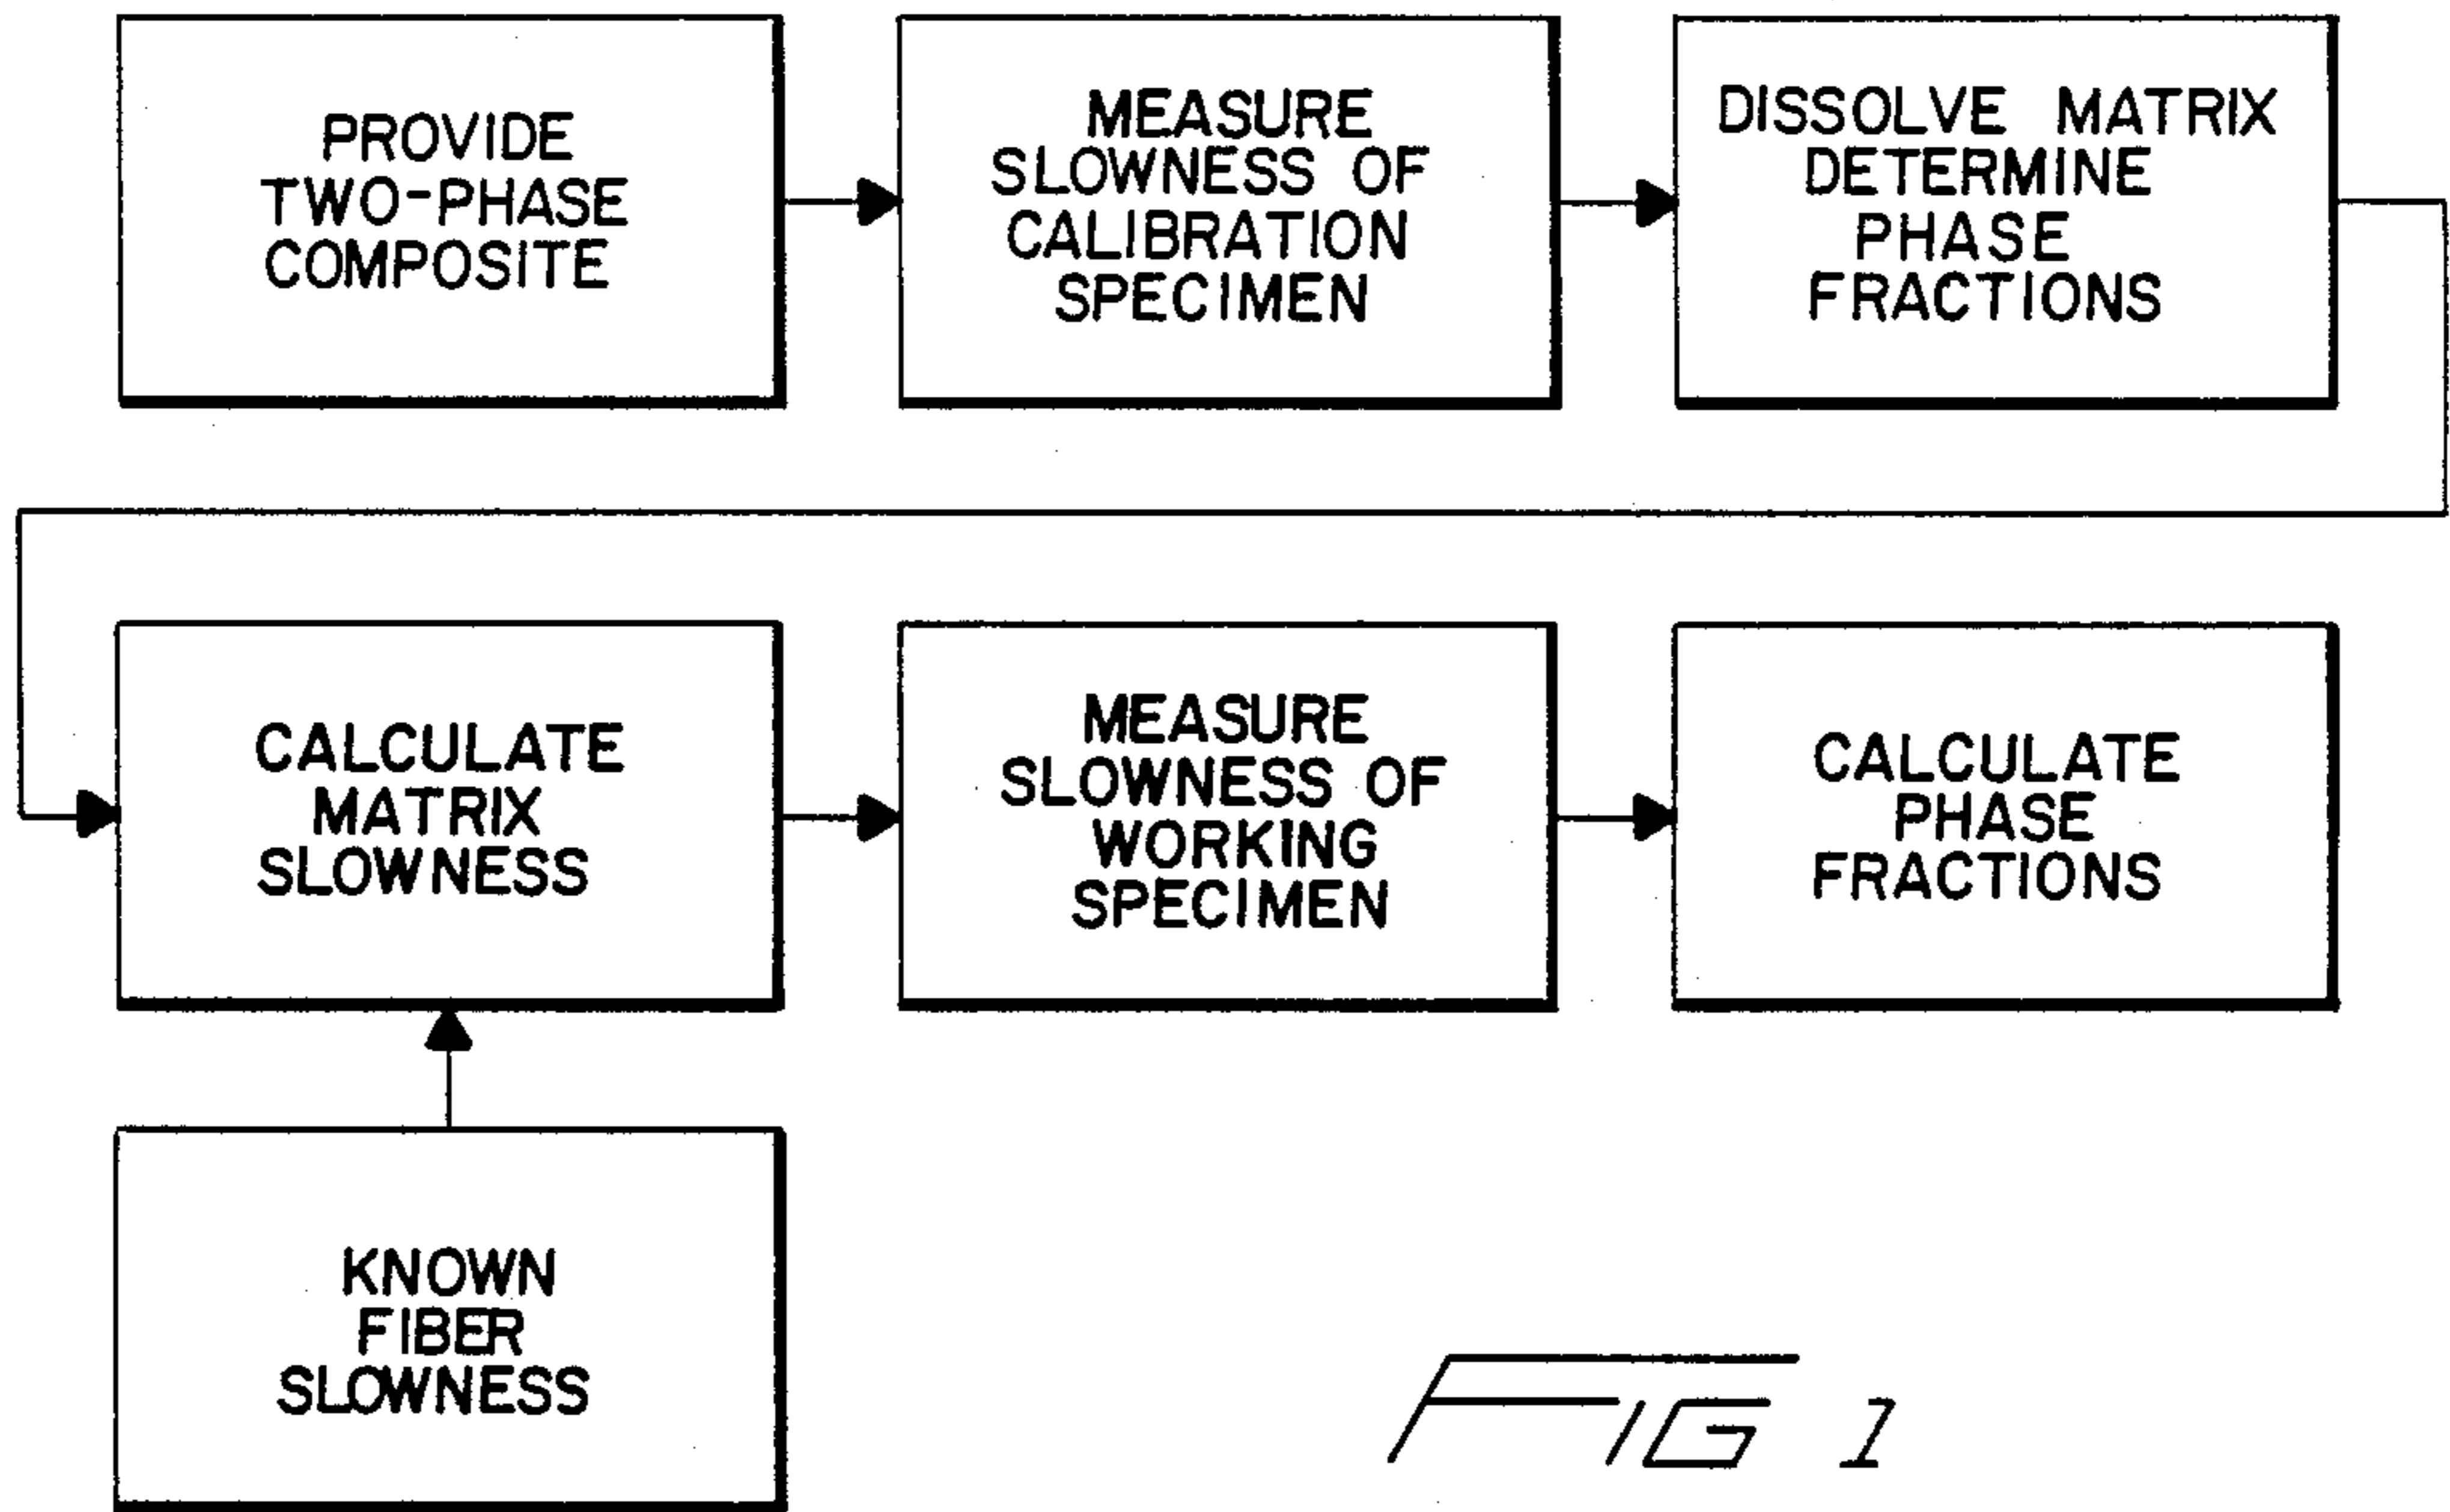 PROVIDE
TWO-PHASE
COMPOSITE
MEASURE
SLOWNESS OF
CALIBRATION
SPECIMEN
DISSOLVE MATRIX
DETERMINE
PHASE
FRACTIONS
CALCULATE
MATRIX
SLOWNESS
MEASURE
SLOWNESS OF
WORKING
SPECIMEN
CALCULATE
PHASE
FRACTIONS
KNOWN
FIBER
SLOWNESS
FIG 1